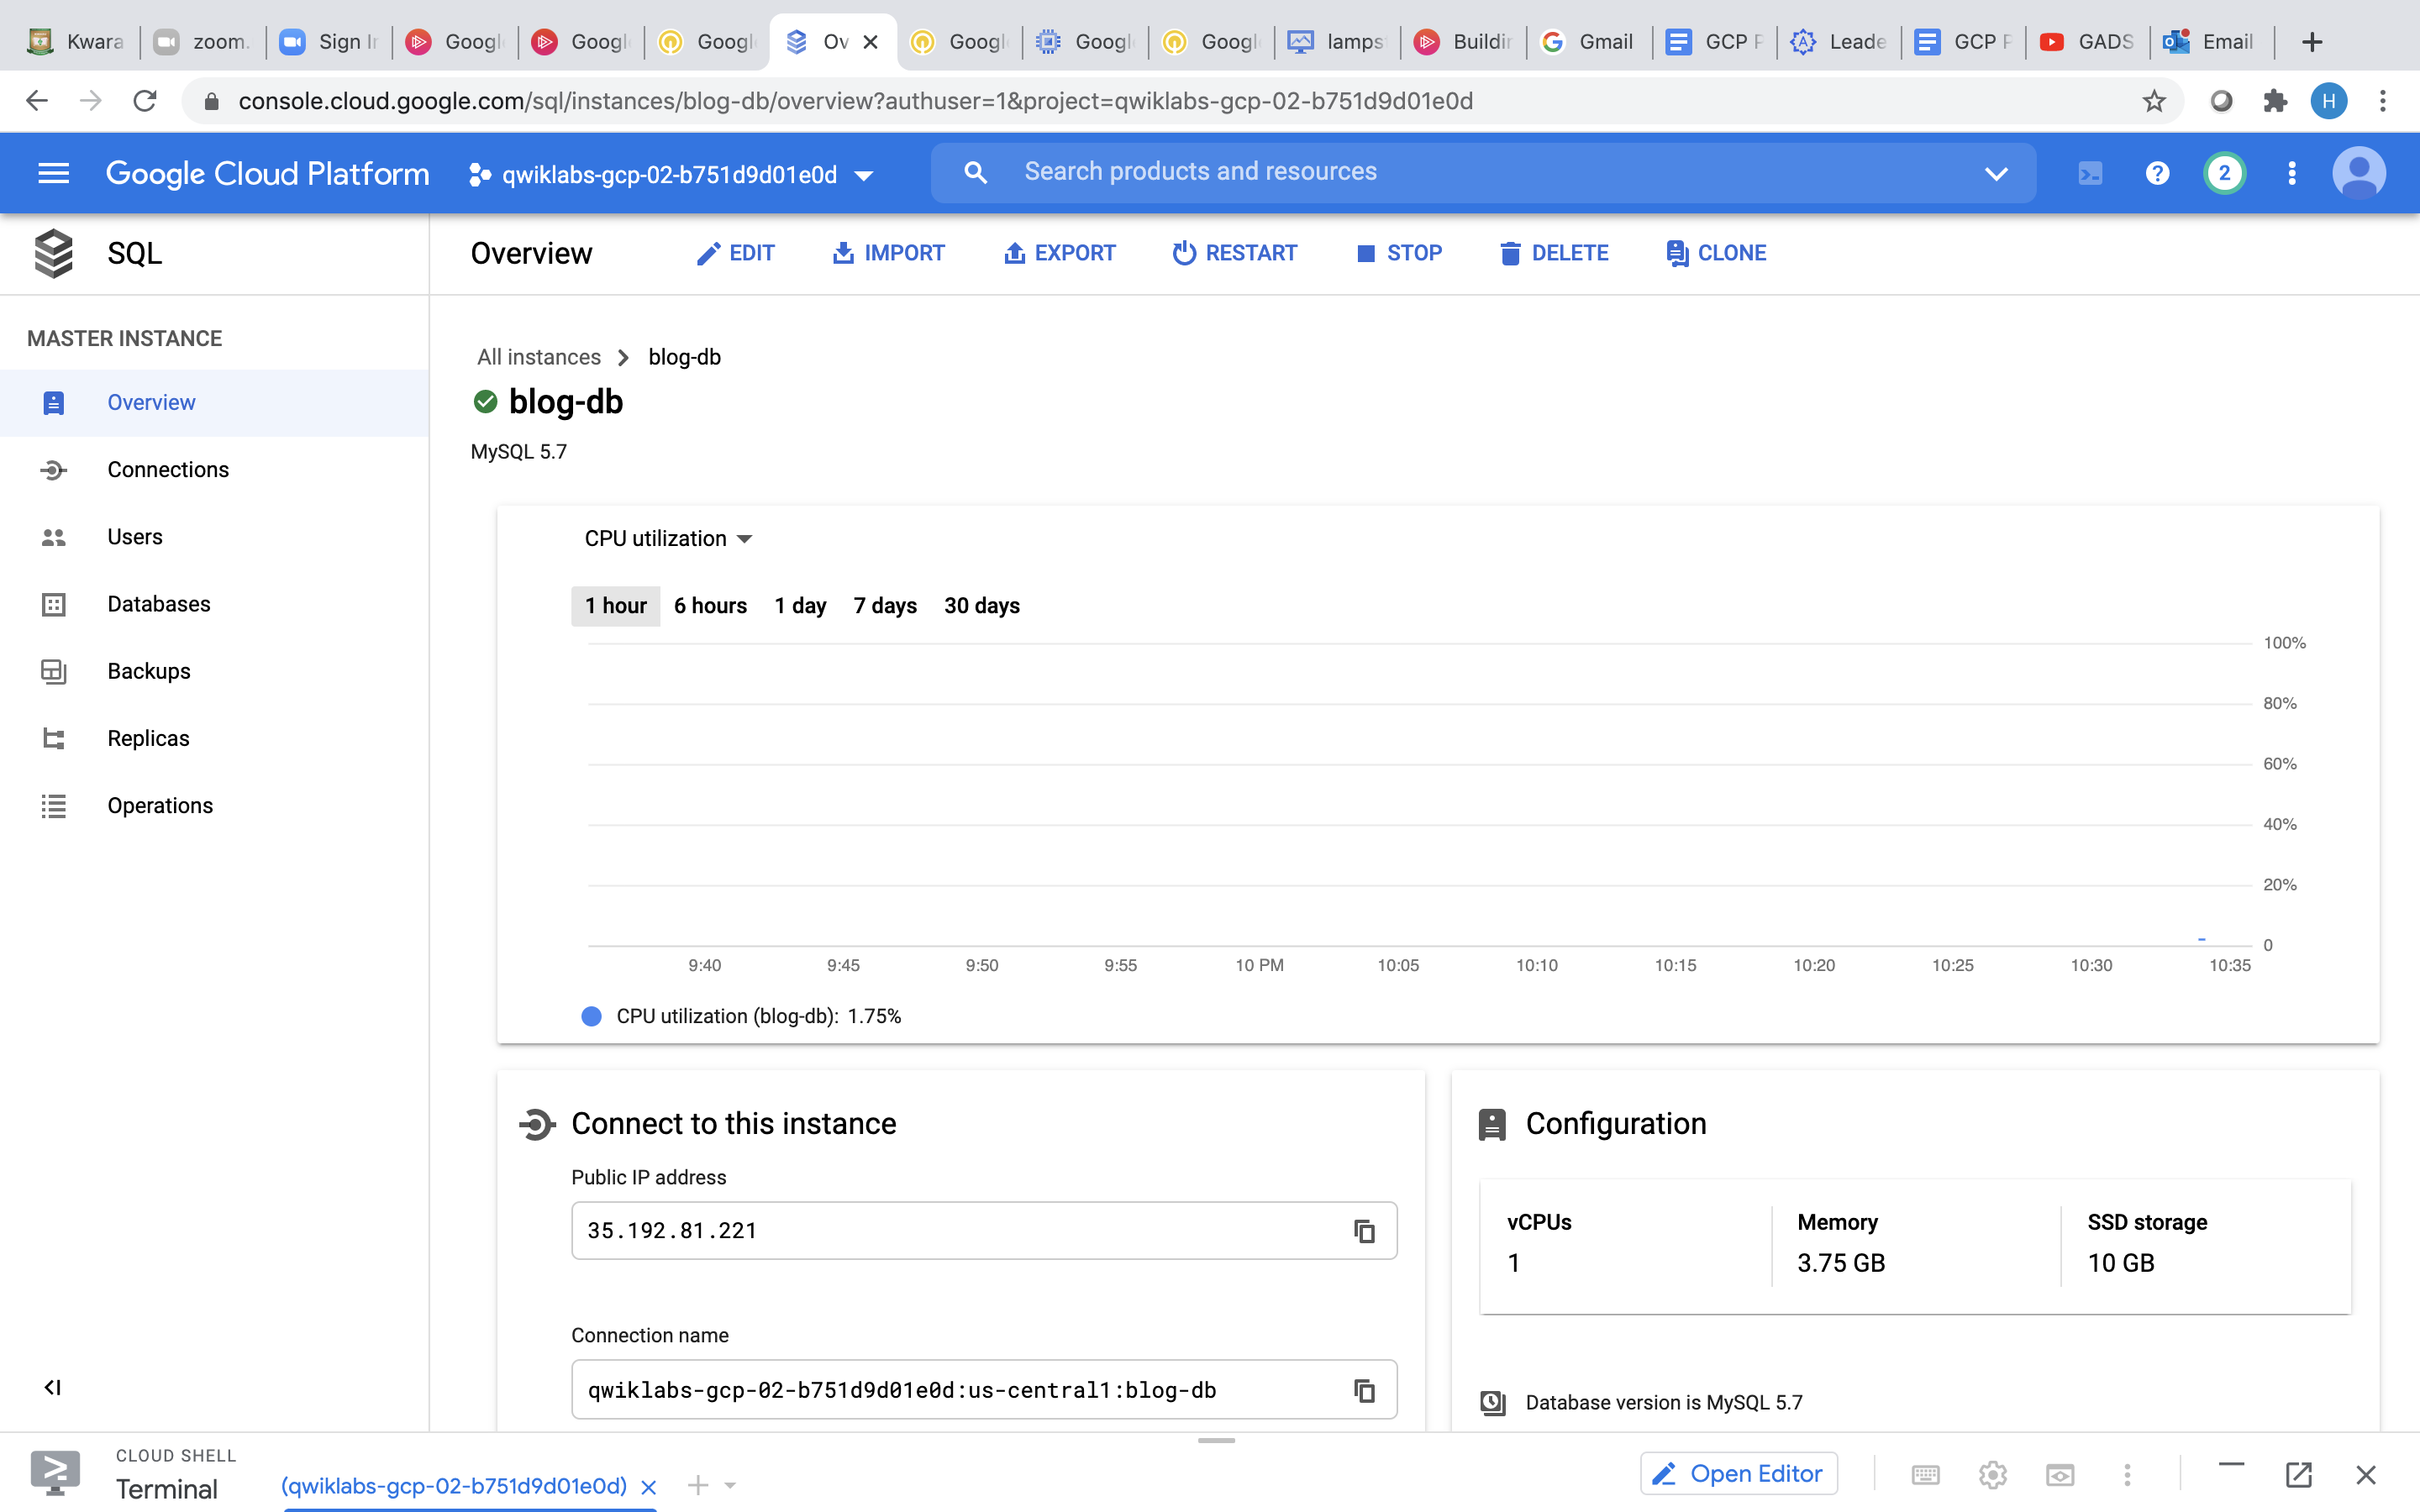 Kwara
zoom.
Sign In
Googl
Googl
Googl
Ov
Googl
Googl
Googl
lamps
Buildin
Gmail
GCP P
Leade
GCP P
GADS
Email
console.cloud.google.com/sql/instances/blog-db/overview?authuser=1&project=qwiklabs-gcp-02-b751d9d01e0d
H
Google Cloud Platform
qwiklabs-gcp-02-b751d9d01e0d
Search products and resources
2
SQL
Overview
EDIT
IMPORT
EXPORT
RESTART
STOP
DELETE
CLONE
MASTER INSTANCE
Overview
Connections
Users
Databases
Backups
Replicas
Operations
All instances
blog-db
blog-db
MySQL 5.7
CPU utilization
1 hour
6 hours
1 day
7 days
30 days
100%
80%
60%
40%
20%
0
9:40
9:45
9:50
9:55
10 PM
10:05
10:10
10:15
10:20
10:25
10:30
10:35
CPU utilization (blog-db): 1.75%
Connect to this instance
Public IP address
35.192.81.221
Connection name
qwiklabs-gcp-02-b751d9d01e0d:us-central1:blog-db
Configuration
vCPUs
1
Memory
3.75 GB
SSD storage
10 GB
Database version is MySQL 5.7
CLOUD SHELL
Terminal
(qwiklabs-gcp-02-b751d9d01e0d)
Open Editor